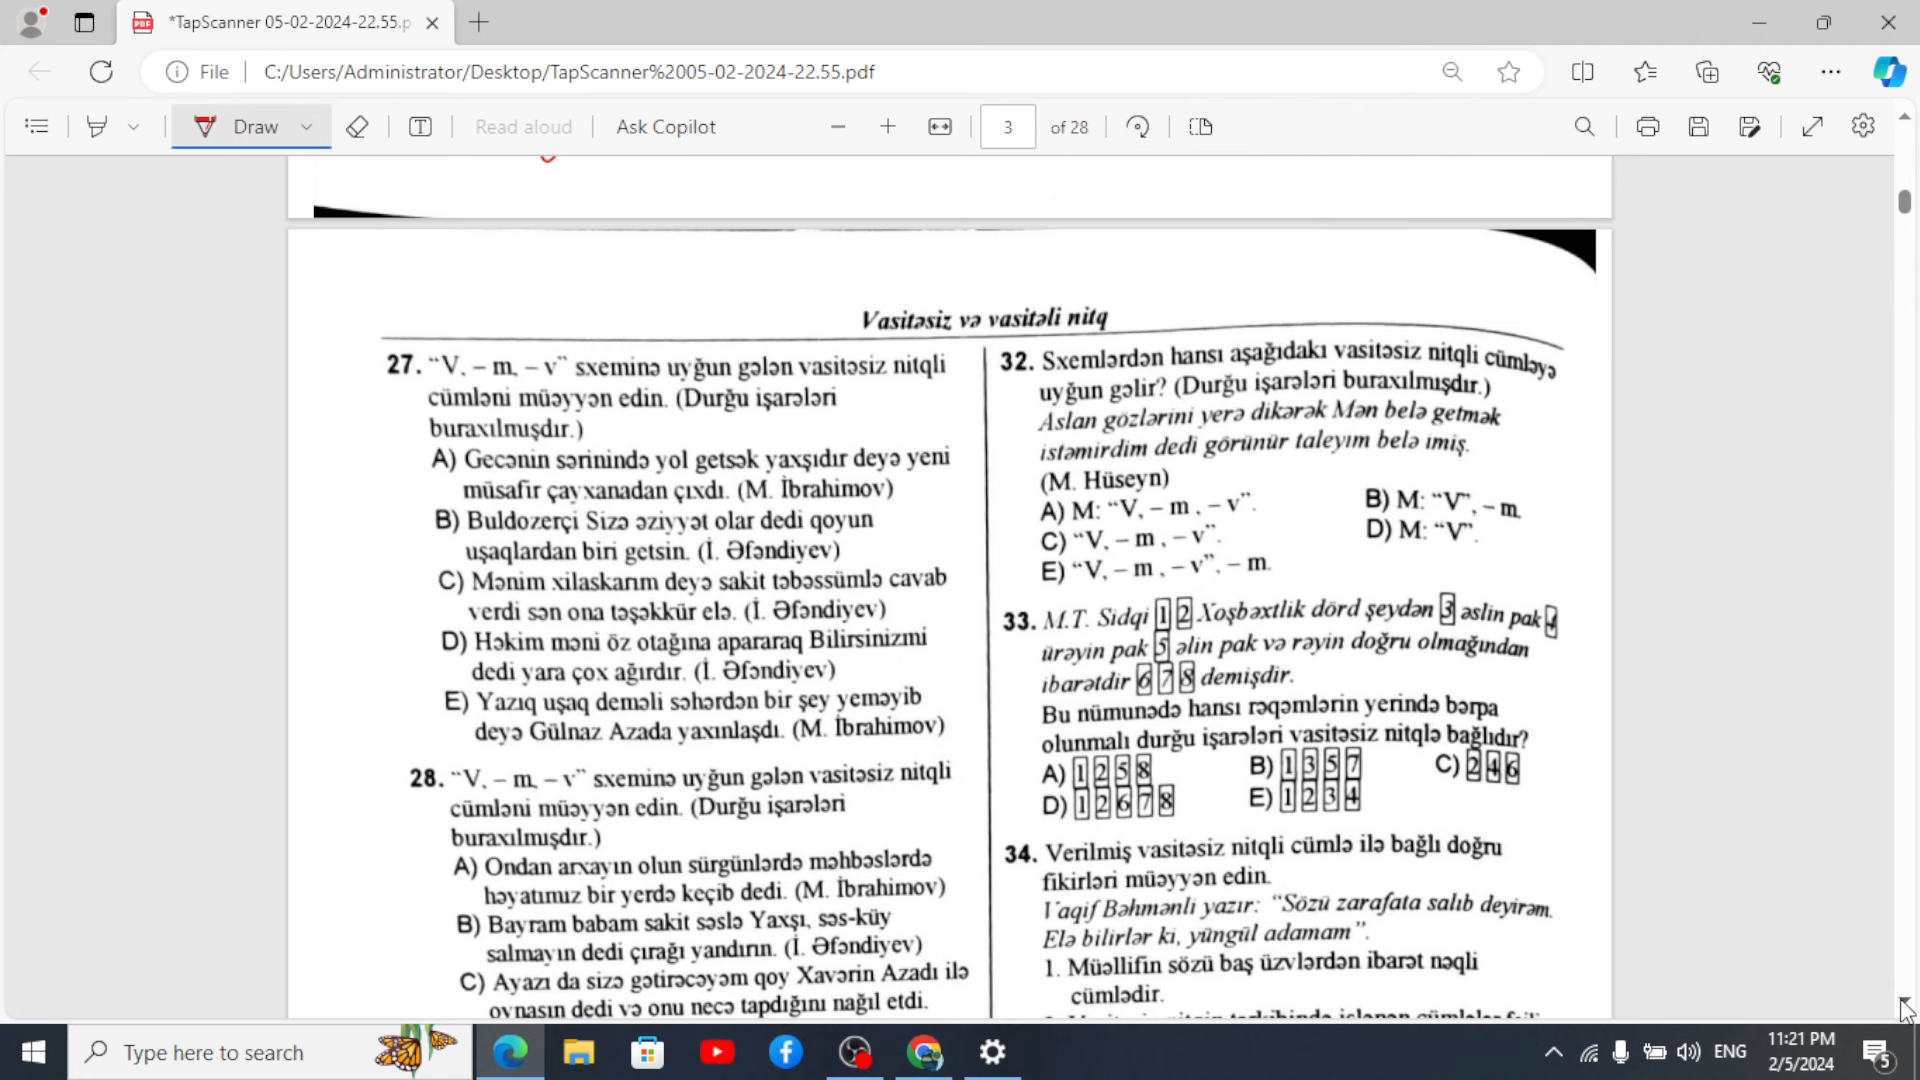 *TapScanner 05-02-2024-22.55.p
File
C:/Users/Administrator/Desktop/TapScanner%2005-02-2024-22.55.pdf
Draw
Read aloud
Ask Copilot
3
of 28
Vasitəsiz və vasitəli nitq
27. “V, – m, – v” sxeminə uyğun gələn vasitəsiz nitqli
cümləni müəyyən edin. (Durğu işarələri
buraxılmışdır.)
A) Gecənin sərinində yol getsək yaxşıdır deyə yeni
müsafir çayxanadan çıxdı. (M. İbrahimov)
B) Buldozerçi Sizə əziyyət olar dedi qoyun
uşaqlardan biri getsin. (İ. Əfəndiyev)
C) Mənim xilaskarım deyə sakit təbəssümlə cavab
verdi sən ona təşəkkür elə. (İ. Əfəndiyev)
D) Həkim məni öz otağına apararaq Bilirsinizmi
dedi yara çox ağırdır. (İ. Əfəndiyev)
E) Yazıq uşaq deməli səhərdən bir şey yeməyib
deyə Gülnaz Azada yaxınlaşdı. (M. İbrahimov)
28. “V, – m, – v” sxeminə uyğun gələn vasitəsiz nitqli
cümləni müəyyən edin. (Durğu işarələri
buraxılmışdır.)
A) Ondan arxayın olun sürgünlərdə məhbəslərdə
həyatımız bir yerdə keçib dedi. (M. İbrahimov)
B) Bayram babam sakit səslə Yaxşı, səs-küy
salmayın dedi çırağı yandırın. (İ. Əfəndiyev)
C) Ayazı da sizə gətirəcəyəm qoy Xavərin Azadı ilə
oynasın dedi və onu necə tapdığını nağıl etdi.
32. Sxemlərdən hansı aşağıdakı vasitəsiz nitqli cümləyə
uyğun gəlir? (Durğu işarələri buraxılmışdır.)
Aslan gözlərini yerə dikərək Mən belə getmək
istəmirdim dedi görünür taleyim belə imiş.
(M. Hüseyn)
A) M: “V, – m , – v”.
B) M: “V”, – m.
C) “V, – m , – v”.
D) M: “V”.
E) “V, – m , – v”, – m.
33. M.T. Sidqi 1 2 Xoşbəxtlik dörd şeydən 3 əslin pak 4
ürəyin pak 5 əlin pak və rəyin doğru olmağından
ibarətdir 6 7 8 demişdir.
Bu nümunədə hansı rəqəmlərin yerində bərpa
olunmalı durğu işarələri vasitəsiz nitqlə bağlıdır?
A) 1 2 5 8
B) 1 3 5 7
C) 2 4 6
D) 1 2 6 7 8
E) 1 2 3 4
34. Verilmiş vasitəsiz nitqli cümlə ilə bağlı doğru
fikirləri müəyyən edin.
Vaqif Bəhmənli yazır: “Sözü zarafata salıb deyirəm,
Elə bilirlər ki, yüngül adamam”.
1. Müəllifin sözü baş üzvlərdən ibarət nəqli
cümlədir.
Type here to search
ENG
11:21 PM
2/5/2024
5